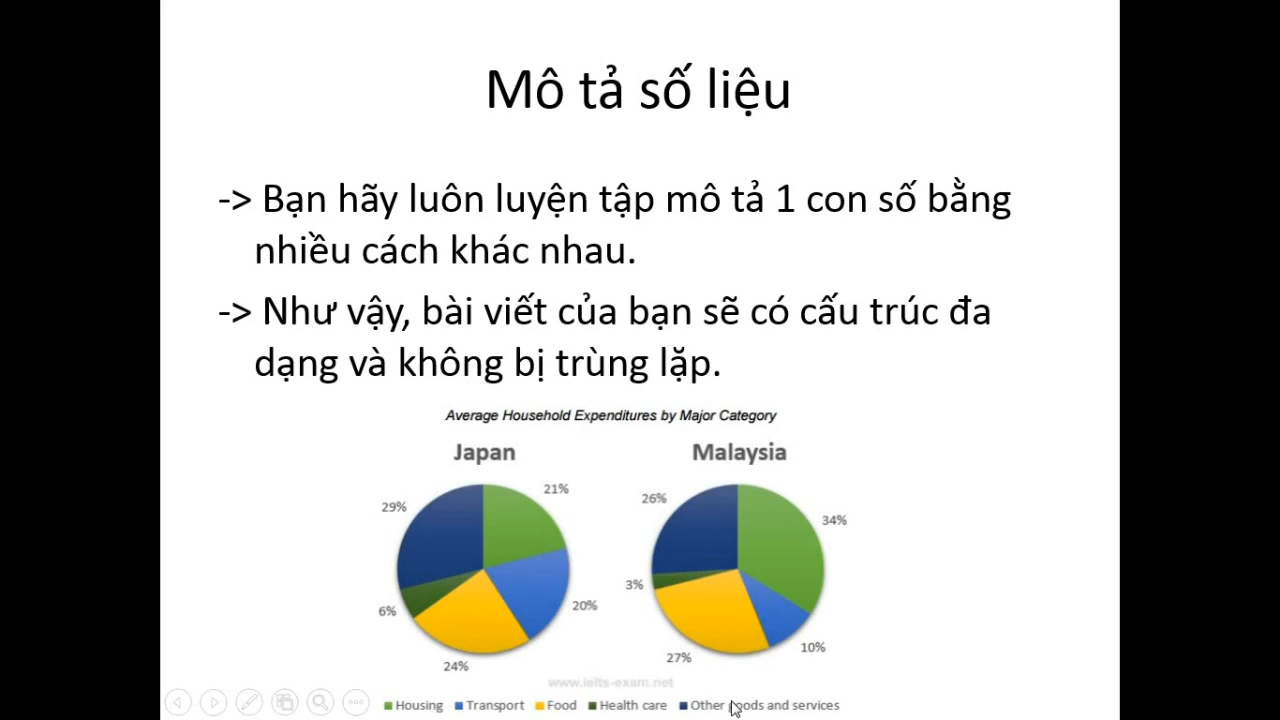 Mô tả số liệu
-> Bạn hãy luôn luyện tập mô tả 1 con số bằng
nhiều cách khác nhau.
-> Như vậy, bài viết của bạn sẽ có cấu trúc đa
dạng và không bị trùng lặp.
Average Household Expenditures by Major Category
Japan
29%
21%
6%
20%
24%
Malaysia
26%
34%
3%
10%
27%
www.ielts-exam.net
Housing Transport Food Health care Other goods and services